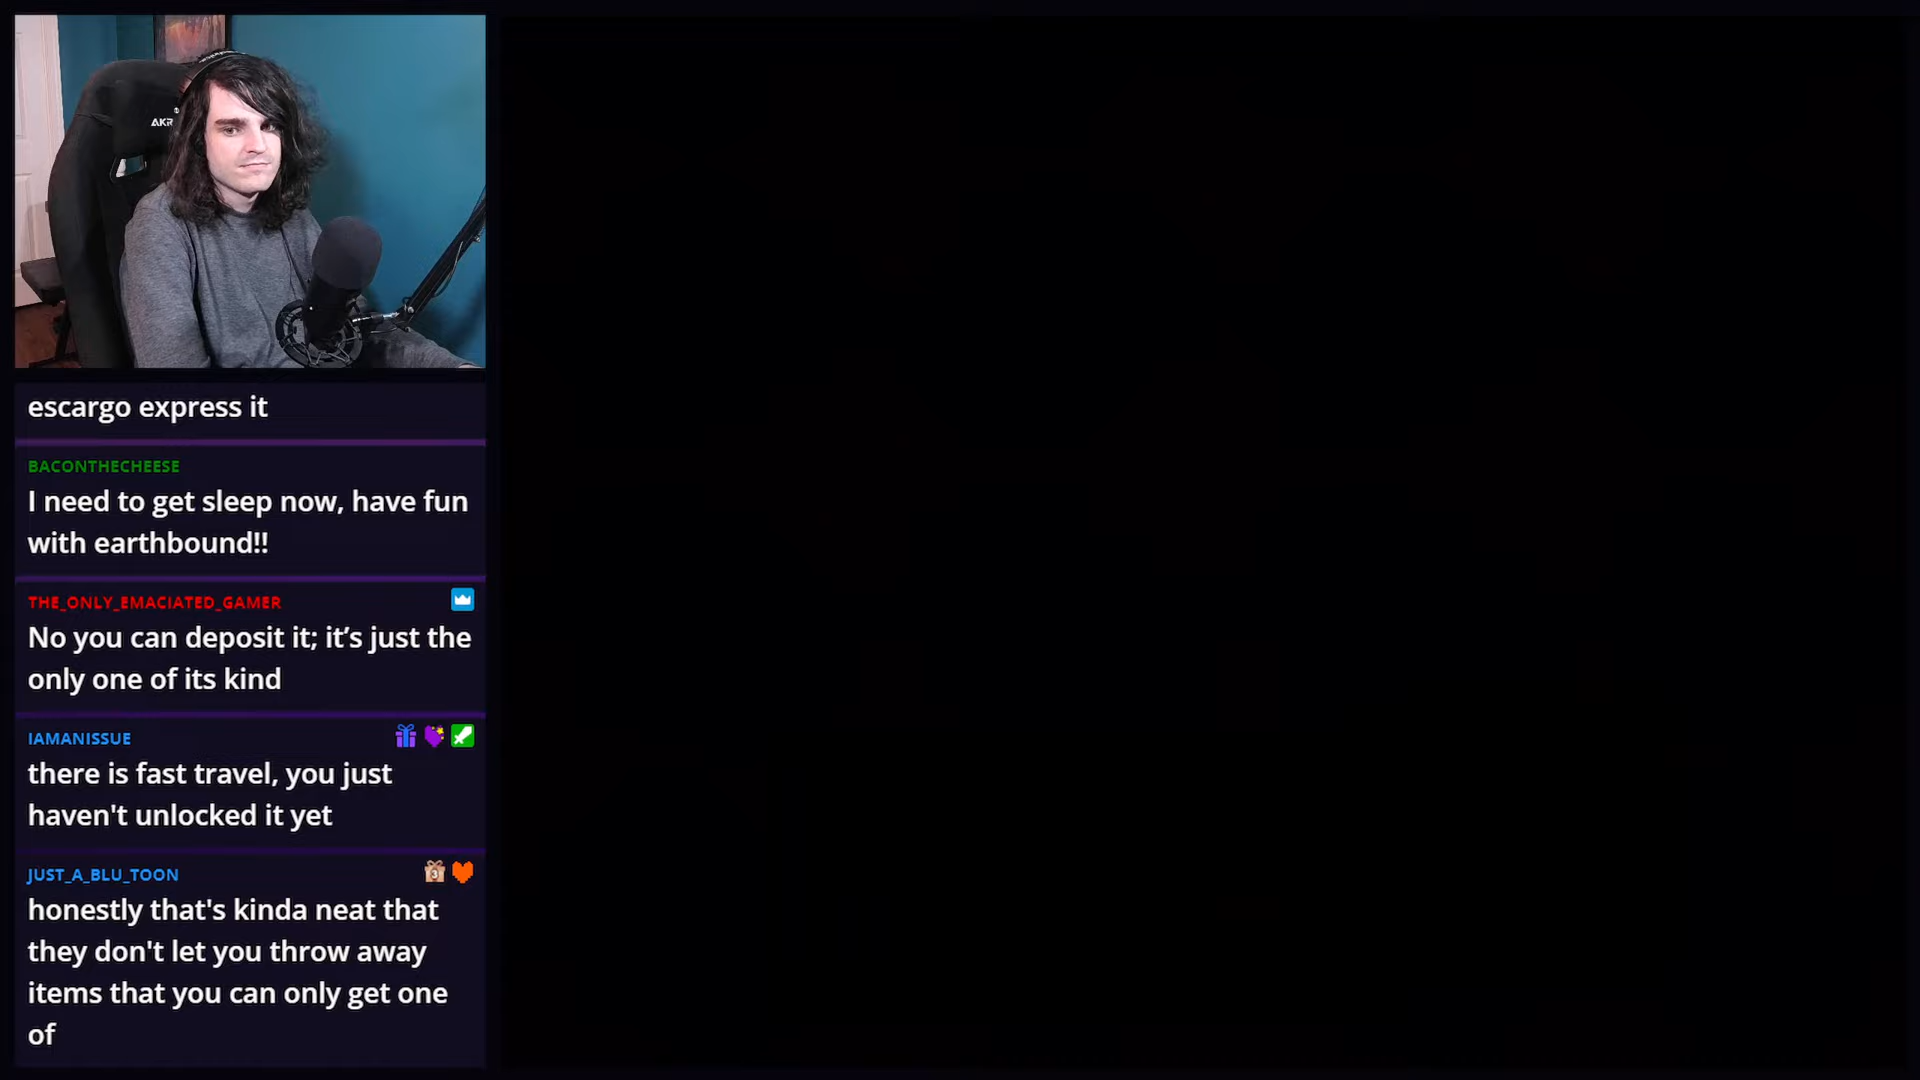 AKR
escargo express it
BACONTHECHEESE
I need to get sleep now, have fun
with earthbound!!
THE_ONLY_EMACIATED_GAMER
No you can deposit it; it’s just the
only one of its kind
IAMANISSUE
there is fast travel, you just
haven't unlocked it yet
JUST_A_BLU_TOON
3
honestly that's kinda neat that
they don't let you throw away
items that you can only get one
of